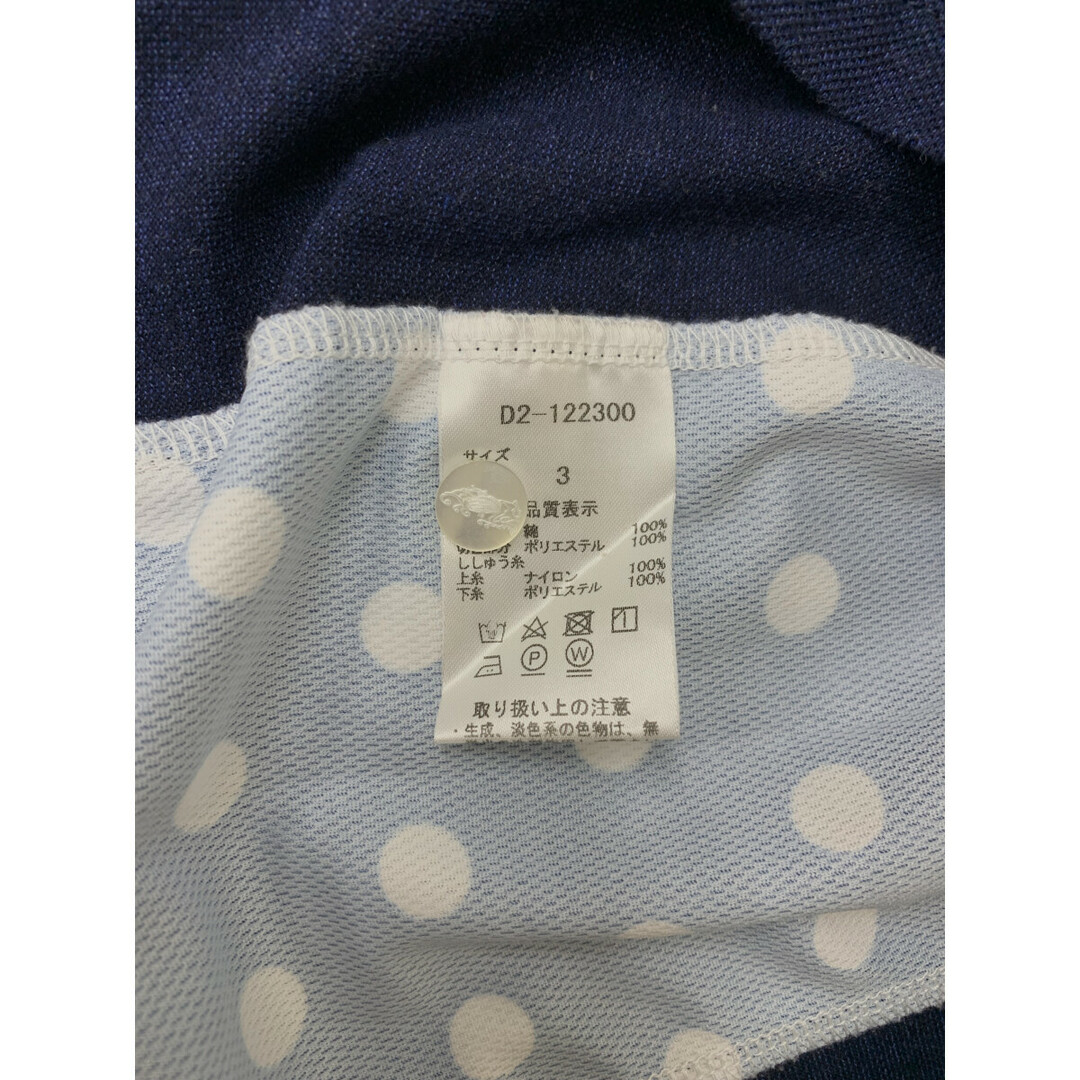 D2-122300
サイズ
3
品質表示
綿 100%
ポリエステル 100%
ししゅう糸
上糸 ナイロン 100%
下糸 ポリエステル 100%
P W
取り扱い上の注意
・生成、淡色系の色物は、無